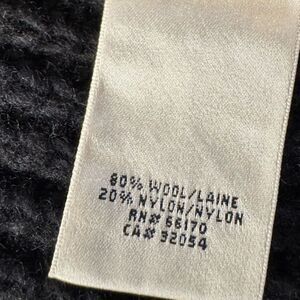 80% WOOL/LAINE
20% NYLON/NYLON
RN# 66170
CA# 32054